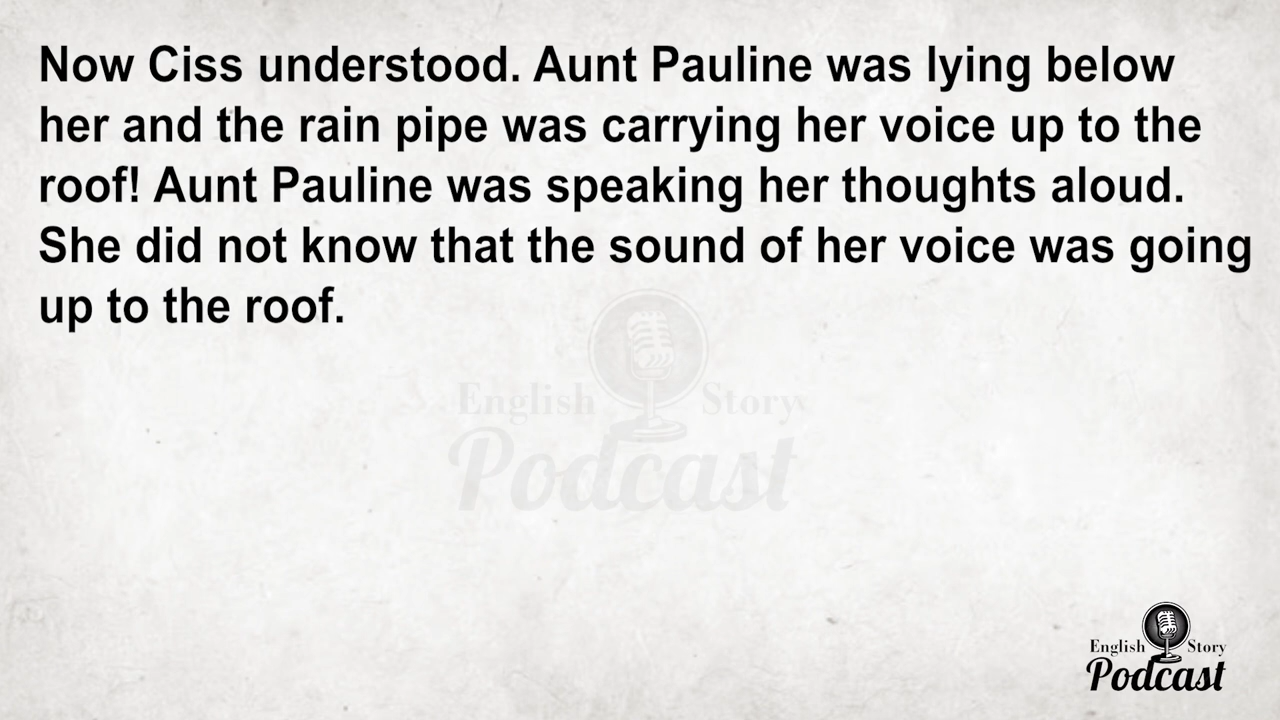 Now Ciss understood. Aunt Pauline was lying below
her and the rain pipe was carrying her voice up to the
roof! Aunt Pauline was speaking her thoughts aloud.
She did not know that the sound of her voice was going
up to the roof.
English Story
Podcast
English Story
Podcast